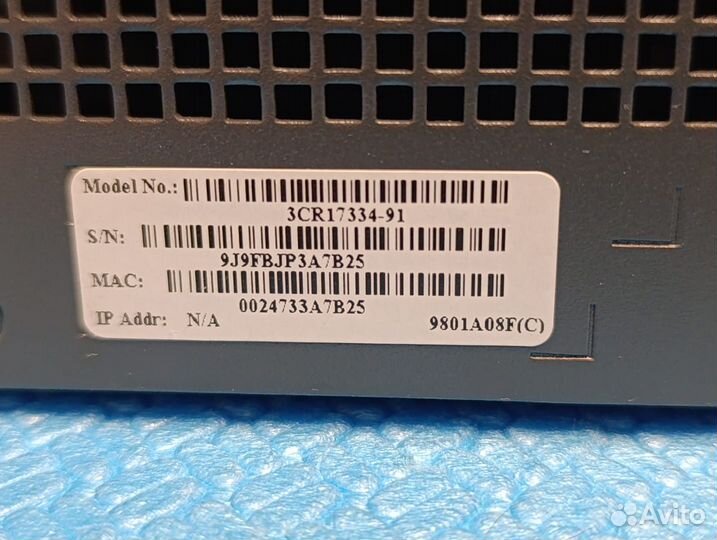 Model No.:
3CR17334-91
S/N:
9J9FBJP3A7B25
MAC:
0024733A7B25
IP Addr: N/A 9801A08F(C)
Avito